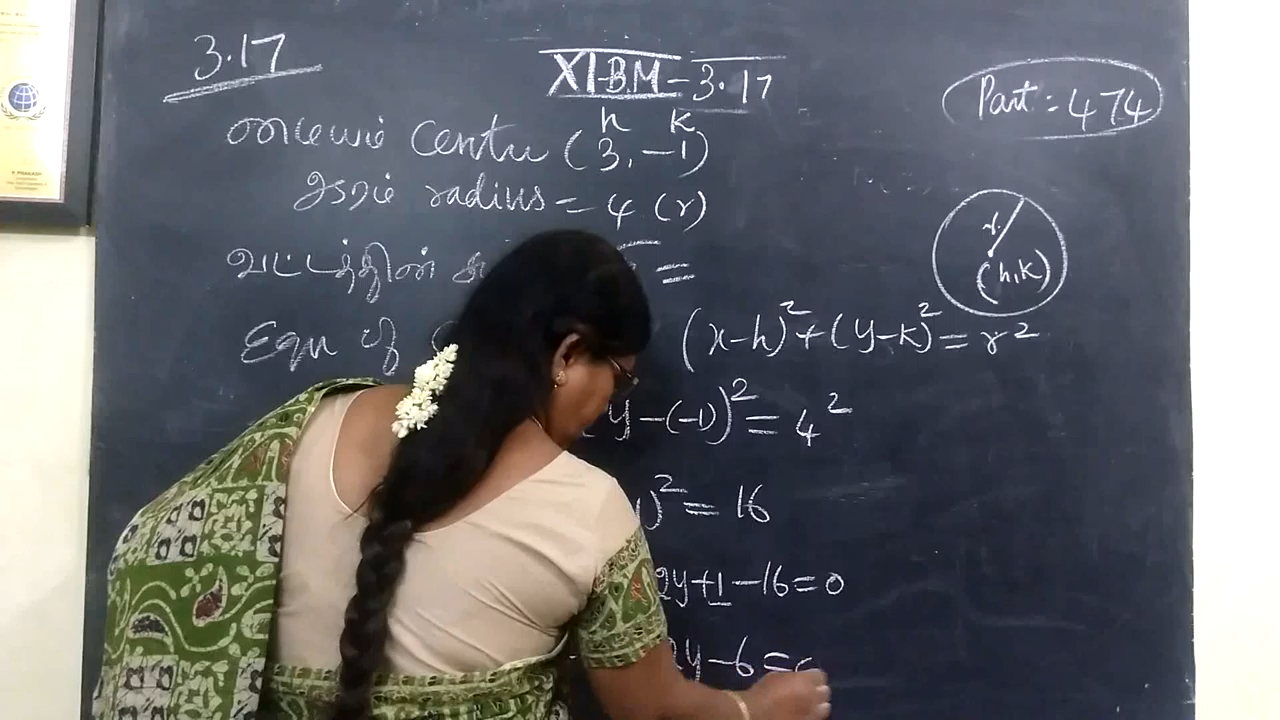 3.17
XI-BM-3.17
Part: 474
h k
மையம் Centre (3, -1)
ஆரம் radius = 4 (r)
r
(h,k)
வட்டத்தின் =
Eqn of (x-h)²+(y-k)² = r²
y-(-1))² = 4²
)² = 16
2y+1-16=0
2y-6=0